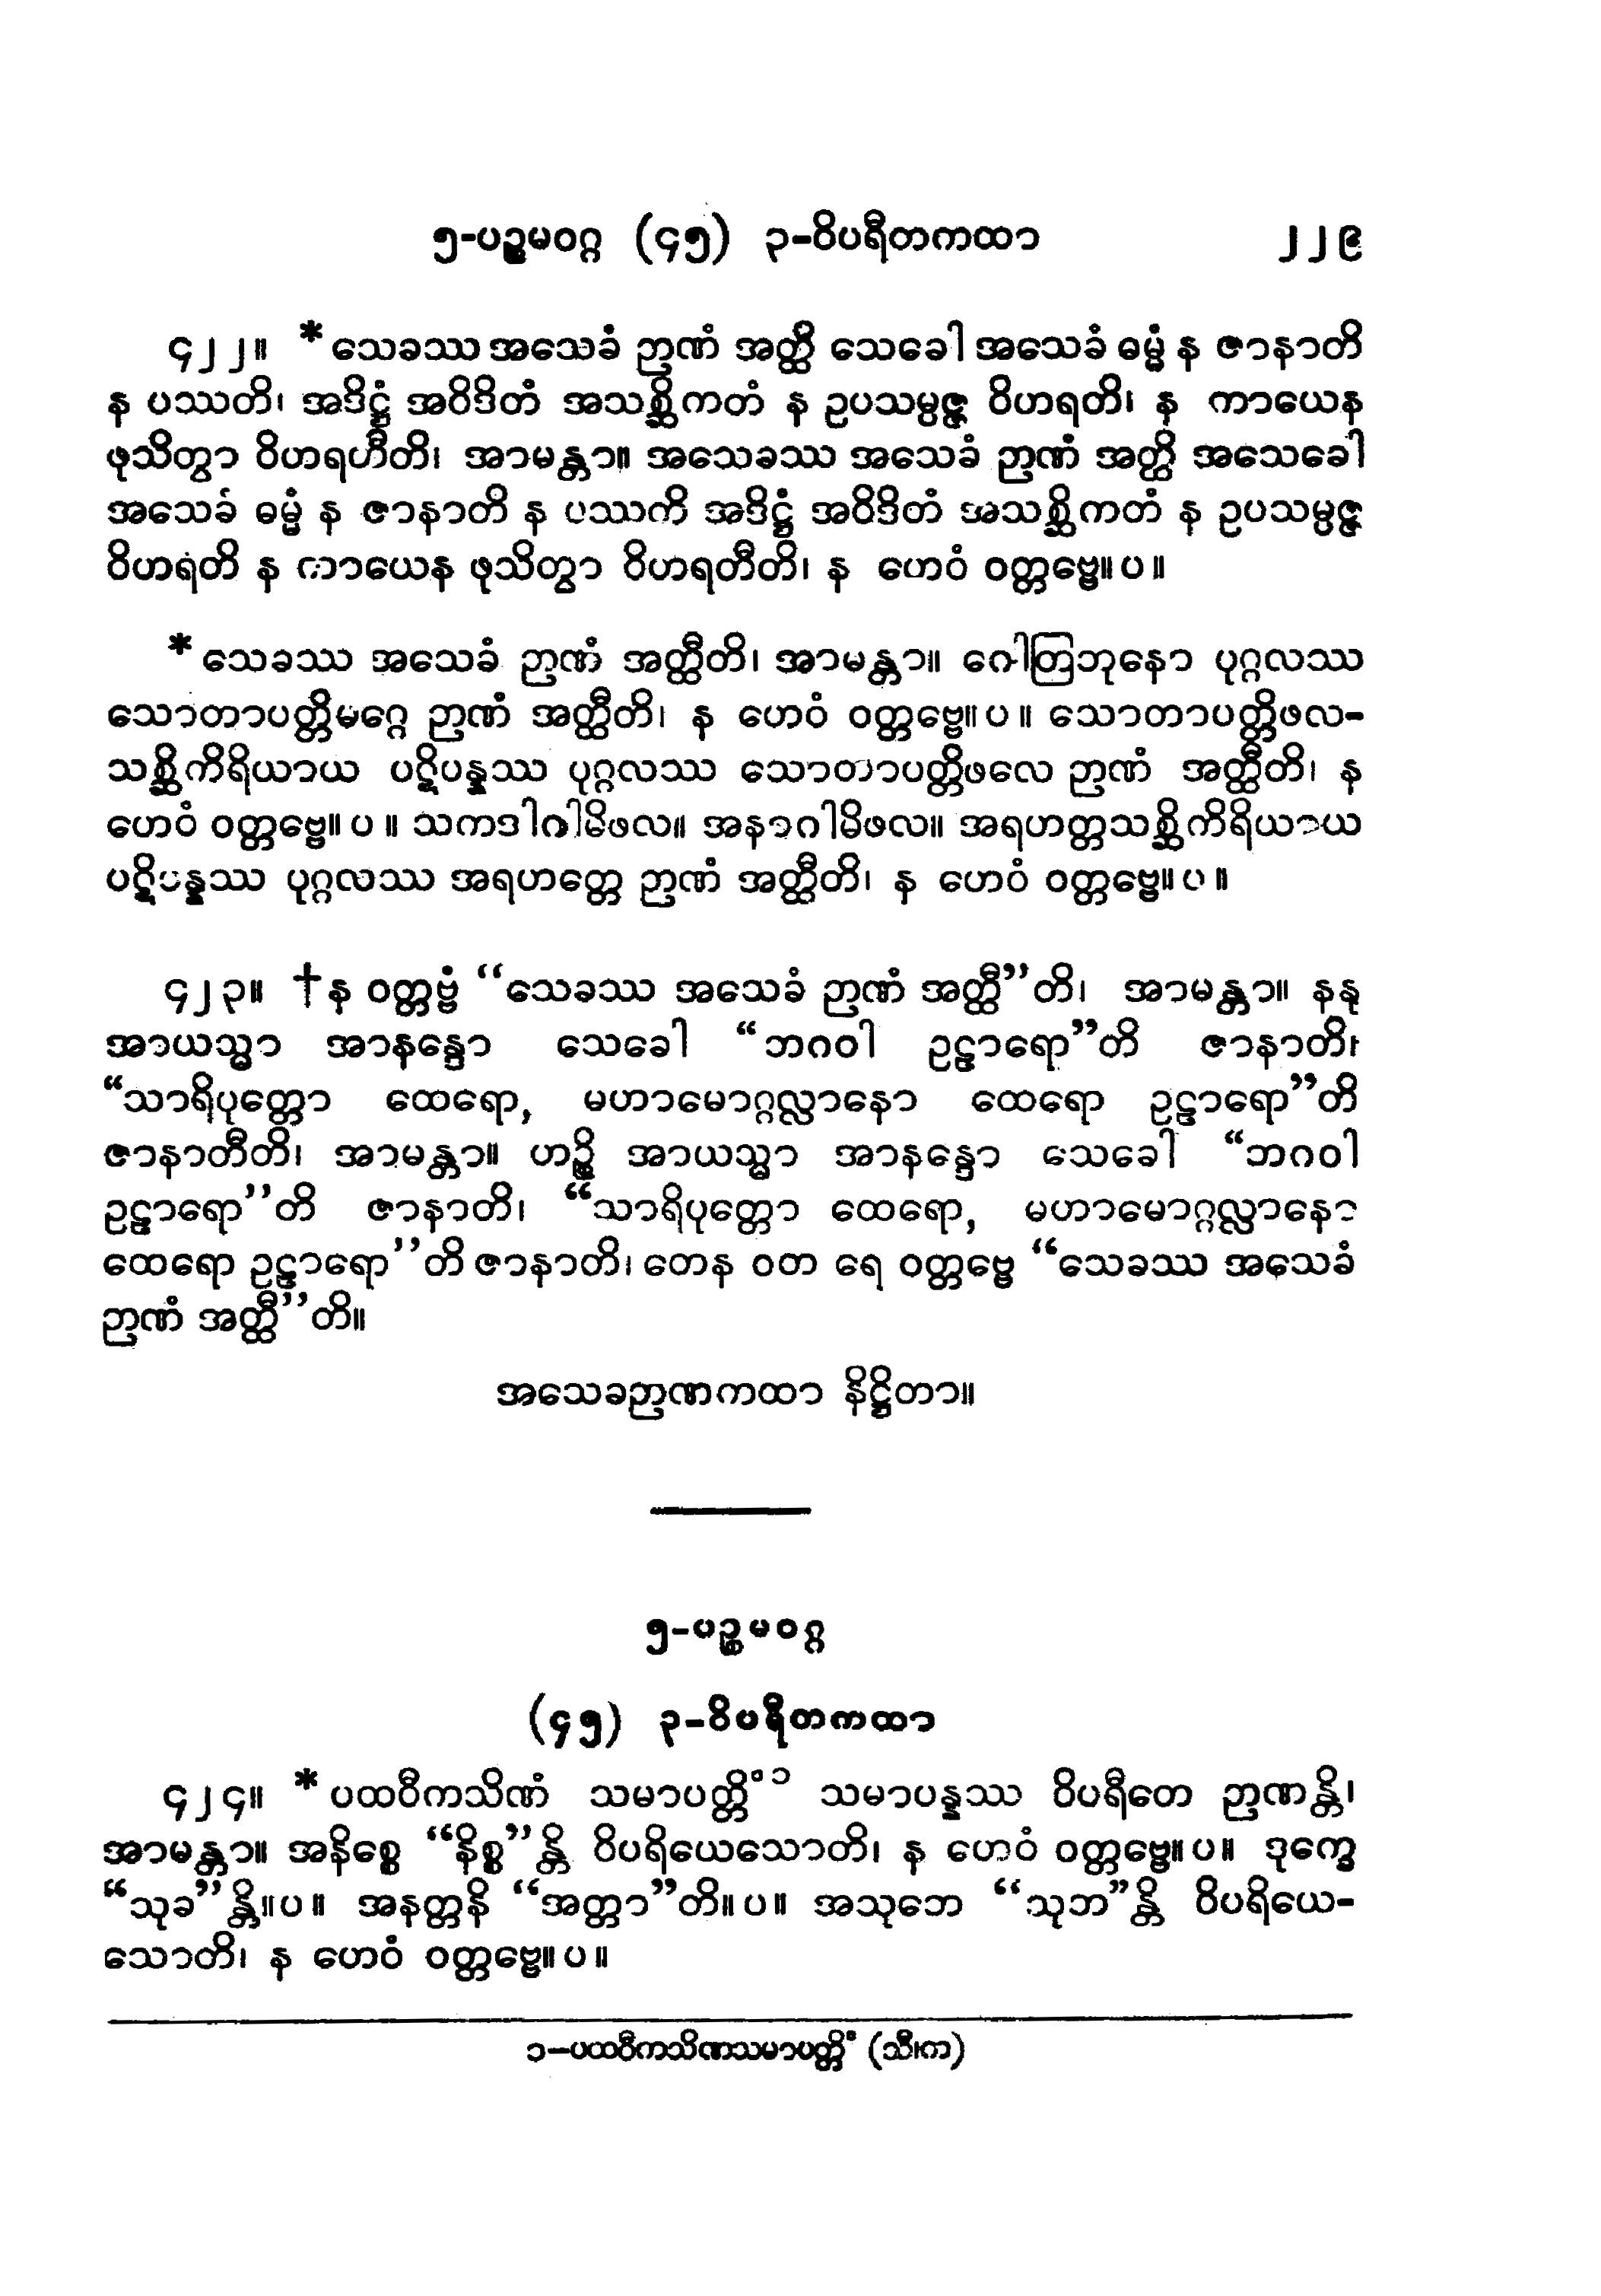 ၅-ပဉ္စမဝဂ္ဂ (၄၅) ၃-ဝိပရီတကထာ ၂၂၉
၄၂၂။ *သေခဿ အသေခံ ဉာဏံ အတ္ထိ သေခေါ အသေခံ ဓမ္မံ န ဇာနာတိ
န ပဿတိ၊ အဒိဋ္ဌံ အဝိဒိတံ အသစ္ဆိကတံ န ဥပသမ္ပဇ္ဇ ဝိဟရတိ၊ န ကာယေန
ဖုသိတွာ ဝိဟရဟီတိ၊ အာမန္တာ။ အသေခဿ အသေခံ ဉာဏံ အတ္ထိ အသေခေါ
အသေခံ ဓမ္မံ န ဇာနာတိ န ပဿတိ အဒိဋ္ဌံ အဝိဒိတံ အသစ္ဆိကတံ န ဥပသမ္ပဇ္ဇ
ဝိဟရတိ န ကာယေန ဖုသိတွာ ဝိဟရတီတိ၊ န ဟေဝံ ဝတ္တဗ္ဗေ။ပ။
*သေခဿ အသေခံ ဉာဏံ အတ္ထီတိ၊ အာမန္တာ။ ဂေါတြဘုနော ပုဂ္ဂလဿ
သောတာပတ္တိမဂ္ဂေ ဉာဏံ အတ္ထီတိ၊ န ဟေဝံ ဝတ္တဗ္ဗေ။ပ။ သောတာပတ္တိဖလ-
သစ္ဆိကိရိယာယ ပဋိပန္နဿ ပုဂ္ဂလဿ သောတာပတ္တိဖလေ ဉာဏံ အတ္ထီတိ၊ န
ဟေဝံ ဝတ္တဗ္ဗေ။ပ။ သကဒါဂါမိဖလ။ အနာဂါမိဖလ။ အရဟတ္တသစ္ဆိကိရိယာယ
ပဋိပန္နဿ ပုဂ္ဂလဿ အရဟတ္တေ ဉာဏံ အတ္ထီတိ၊ န ဟေဝံ ဝတ္တဗ္ဗေ။ပ။
၄၂၃။ †န ဝတ္တဗ္ဗံ “သေခဿ အသေခံ ဉာဏံ အတ္ထီ”တိ၊ အာမန္တာ။ နနု
အာယသ္မာ အာနန္ဒော သေခေါ “ဘဂဝါ ဥဠာရော”တိ ဇာနာတိ၊
“သာရိပုတ္တော ထေရော, မဟာမောဂ္ဂလ္လာနော ထေရော ဥဠာရော”တိ
ဇာနာတီတိ၊ အာမန္တာ။ ဟဉ္စိ အာယသ္မာ အာနန္ဒော သေခေါ “ဘဂဝါ
ဥဠာရော”တိ ဇာနာတိ၊ “သာရိပုတ္တော ထေရော, မဟာမောဂ္ဂလ္လာနော
ထေရော ဥဠာရော”တိ ဇာနာတိ၊ တေန ဝတ ရေ ဝတ္တဗ္ဗေ “သေခဿ အသေခံ
ဉာဏံ အတ္ထီ”တိ။
အသေခဉာဏကထာ နိဋ္ဌိတာ။
၅-ပဉ္စမဝဂ္ဂ
(၄၅) ၃-ဝိပရီတကထာ
၄၂၄။ *ပထဝီကသိဏံ သမာပတ္တိံ၁ သမာပန္နဿ ဝိပရီတေ ဉာဏန္တိ၊
အာမန္တာ။ အနိစ္စေ “နိစ္စ”န္တိ ဝိပရိယေသောတိ၊ န ဟေဝံ ဝတ္တဗ္ဗေ။ပ။ ဒုက္ခေ
“သုခ”န္တိ။ပ။ အနတ္တနိ “အတ္တာ”တိ။ပ။ အသုဘေ “သုဘ”န္တိ ဝိပရိယေ-
သောတိ၊ န ဟေဝံ ဝတ္တဗ္ဗေ။ပ။
၁-ပထဝီကသိဏသမာပတ္တိံ (သီ၊က)